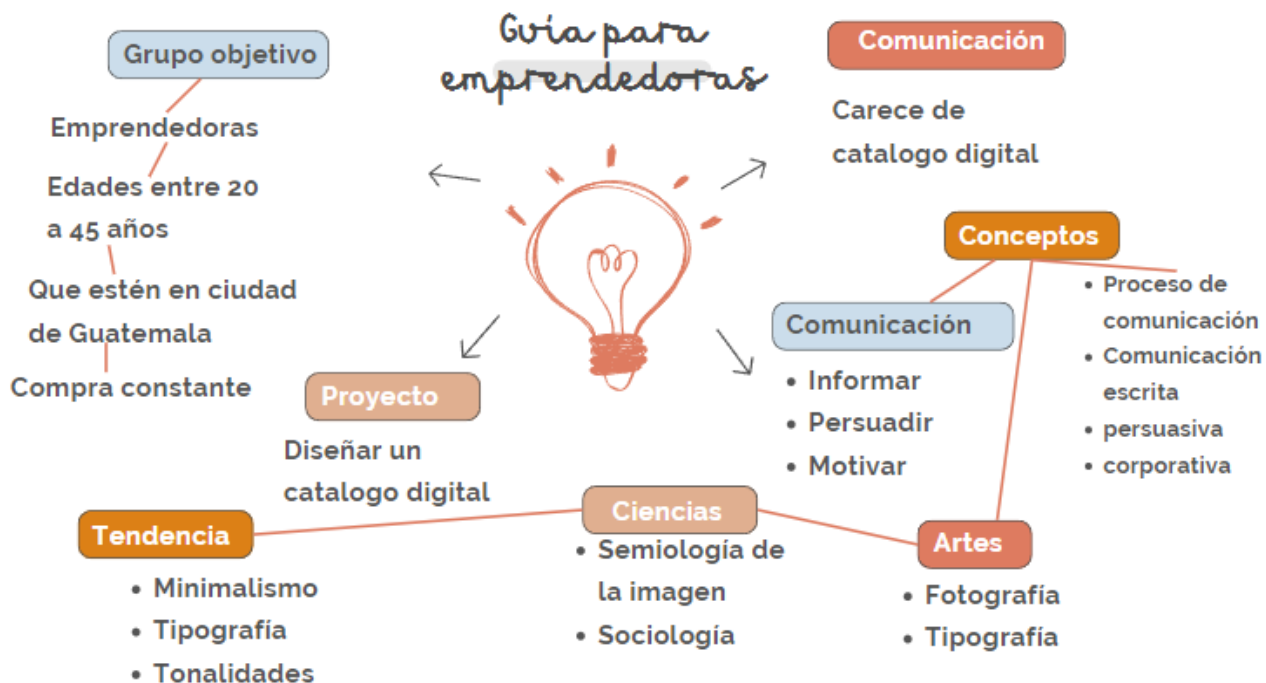 Guía para
emprendedoras
Grupo objetivo
Emprendedoras
Edades entre 20
a 45 años
Que estén en ciudad
de Guatemala
Compra constante
Comunicación
Carece de
catalogo digital
Conceptos
Comunicación
• Informar
• Persuadir
• Motivar
• Proceso de
comunicación
• Comunicación
escrita
• persuasiva
• corporativa
Proyecto
Diseñar un
catalogo digital
Tendencia
• Minimalismo
• Tipografía
• Tonalidades
Ciencias
• Semiología de
la imagen
• Sociología
Artes
• Fotografía
• Tipografía